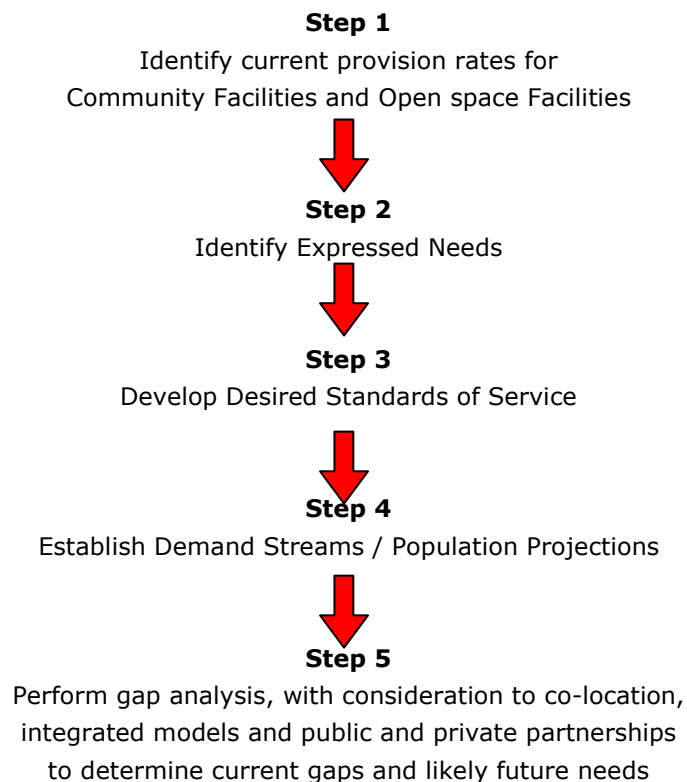 Step 1
Identify current provision rates for
Community Facilities and Open space Facilities
Step 2
Identify Expressed Needs
Step 3
Develop Desired Standards of Service
Step 4
Establish Demand Streams / Population Projections
Step 5
Perform gap analysis, with consideration to co-location,
integrated models and public and private partnerships
to determine current gaps and likely future needs